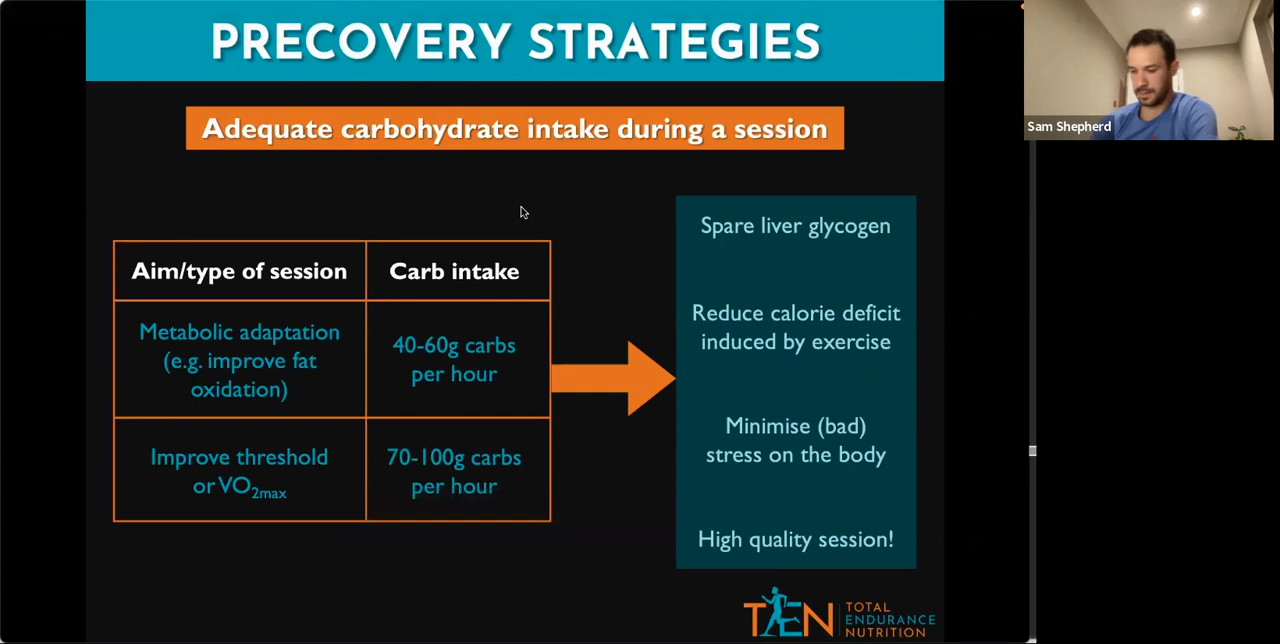 PRECOVERY STRATEGIES
Adequate carbohydrate intake during a session
Aim/type of session
Carb intake
Metabolic adaptation
(e.g. improve fat
oxidation)
40-60g carbs
per hour
Improve threshold
or VO2max
70-100g carbs
per hour
Spare liver glycogen
Reduce calorie deficit
induced by exercise
Minimise (bad)
stress on the body
High quality session!
TEN
TOTAL
ENDURANCE
NUTRITION
Sam Shepherd